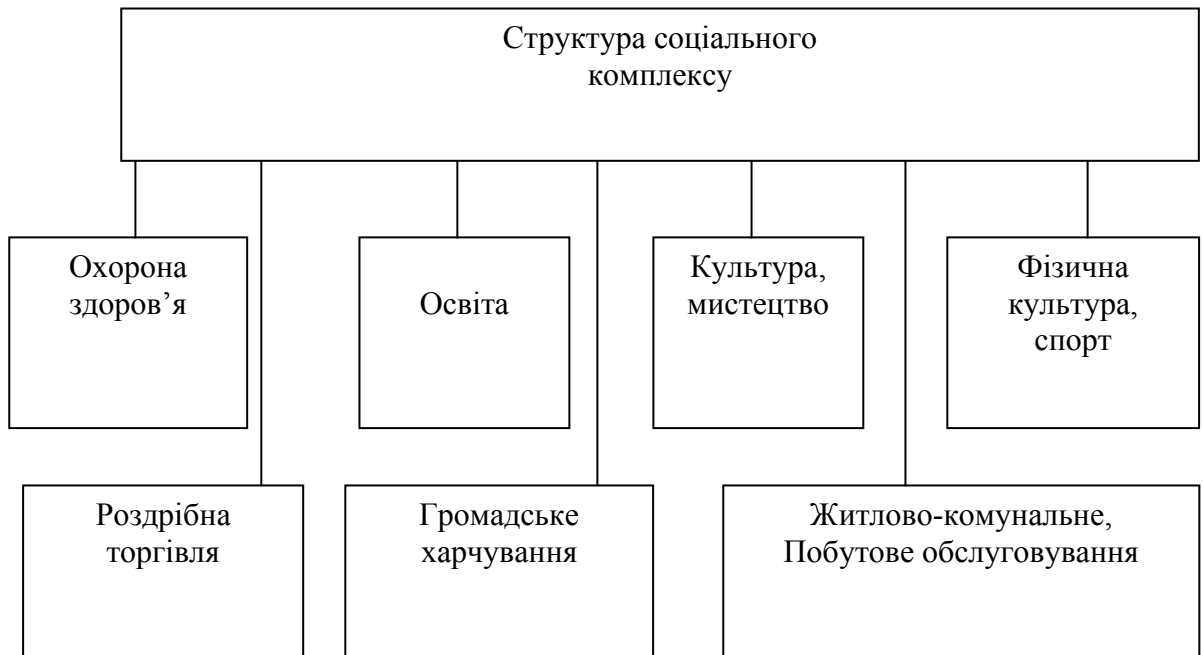 Структура соціального
комплексу
Охорона
здоров’я
Освіта
Культура,
мистецтво
Фізична
культура,
спорт
Роздрібна
торгівля
Громадське
харчування
Житлово-комунальне,
Побутове обслуговування